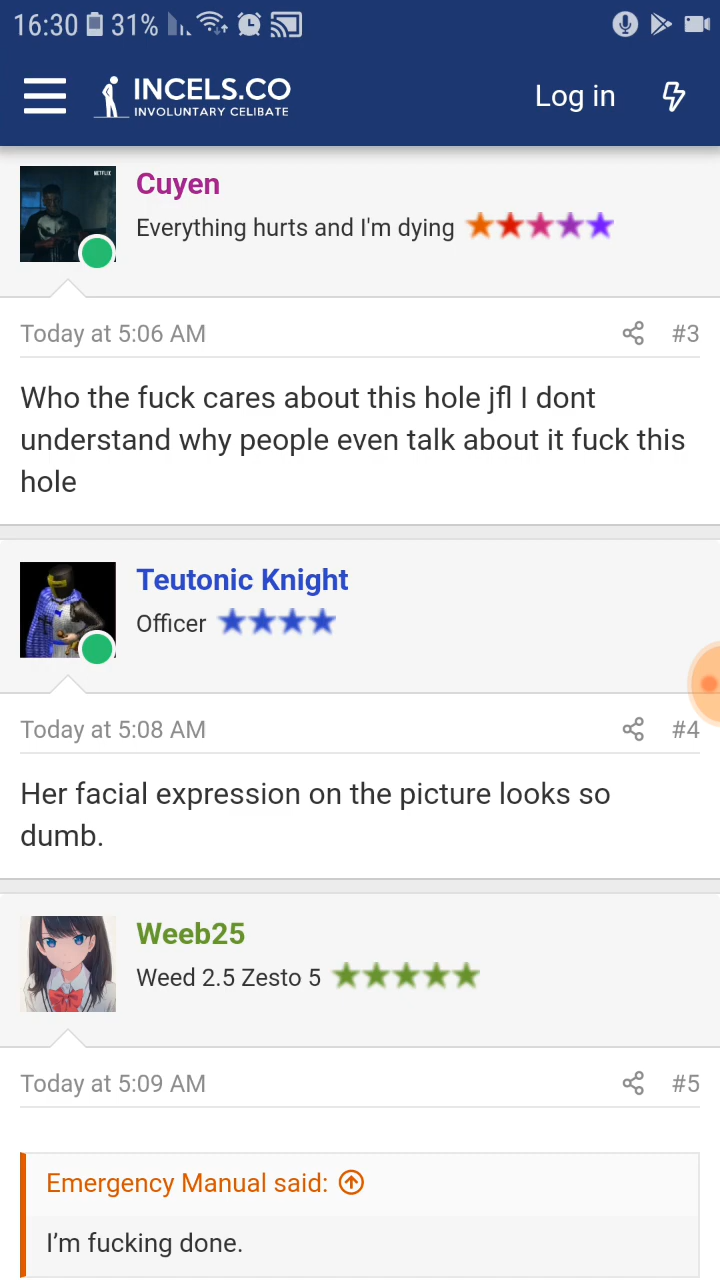 16:30 31%
INCELS.CO
INVOLUNTARY CELIBATE
Log in
NETFLIX
Cuyen
Everything hurts and I'm dying
Today at 5:06 AM #3
Who the fuck cares about this hole jfl I dont
understand why people even talk about it fuck this
hole
Teutonic Knight
Officer
Today at 5:08 AM #4
Her facial expression on the picture looks so
dumb.
Weeb25
Weed 2.5 Zesto 5
Today at 5:09 AM #5
Emergency Manual said:
I’m fucking done.